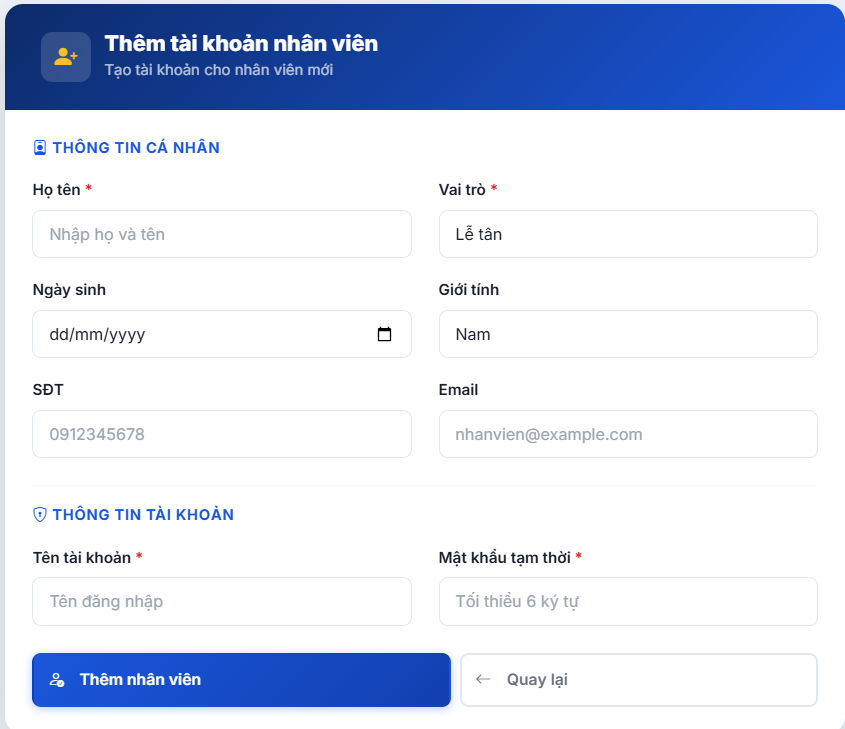 Thêm tài khoản nhân viên
Tạo tài khoản cho nhân viên mới
THÔNG TIN CÁ NHÂN
Họ tên * Vai trò *
Nhập họ và tên Lễ tân
Ngày sinh Giới tính
dd/mm/yyyy Nam
SĐT Email
0912345678 nhanvien@example.com
THÔNG TIN TÀI KHOẢN
Tên tài khoản * Mật khẩu tạm thời *
Tên đăng nhập Tối thiểu 6 ký tự
Thêm nhân viên Quay lại